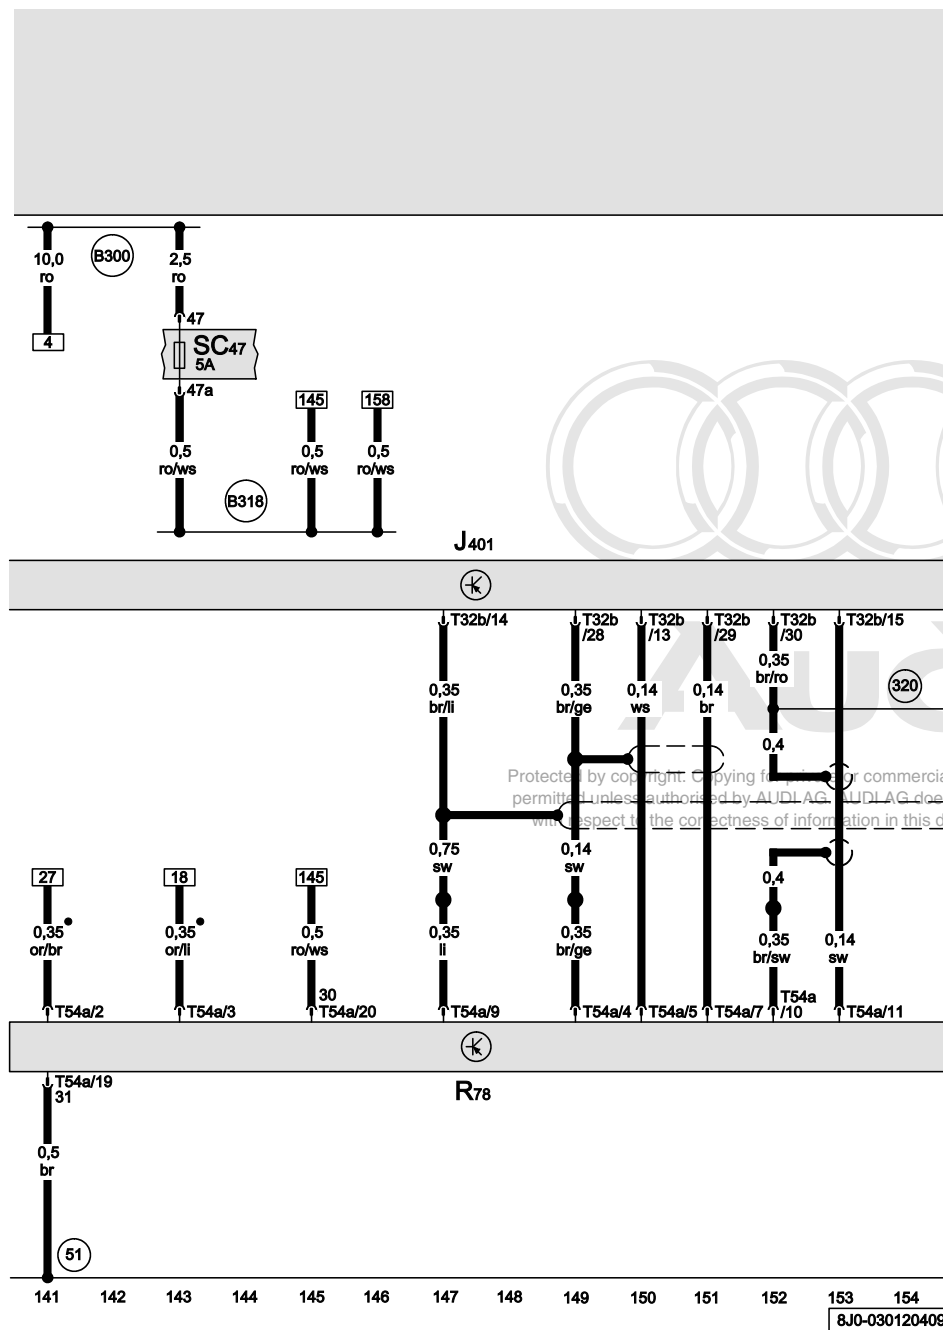 10,0
ro
B300
2,5
ro
47
4
SC47
5A
47a
145
158
0,5
ro/ws
0,5
ro/ws
0,5
ro/ws
B318
J401
T32b/14
T32b
/28
T32b
/13
T32b
/29
T32b
/30
T32b/15
0,35
br/ro
0,35
br/li
0,35
br/ge
0,14
ws
0,14
br
320
Audi
0,4
Protected by copyright. Copying for private or commercia
permitted unless authorised by AUDI AG. AUDI AG doe
with respect to the correctness of information in this d
0,75
sw
0,14
sw
27
18
145
0,4
0,35
or/br
0,35
or/li
0,5
ro/ws
0,35
li
0,35
br/ge
0,35
br/sw
0,14
sw
30
T54a/2
T54a/3
T54a/20
T54a/9
T54a/4
T54a/5
T54a/7
T54a
/10
T54a/11
T54a/19
31
R78
0,5
br
51
141 142 143 144 145 146 147 148 149 150 151 152 153 154
8J0-030120409